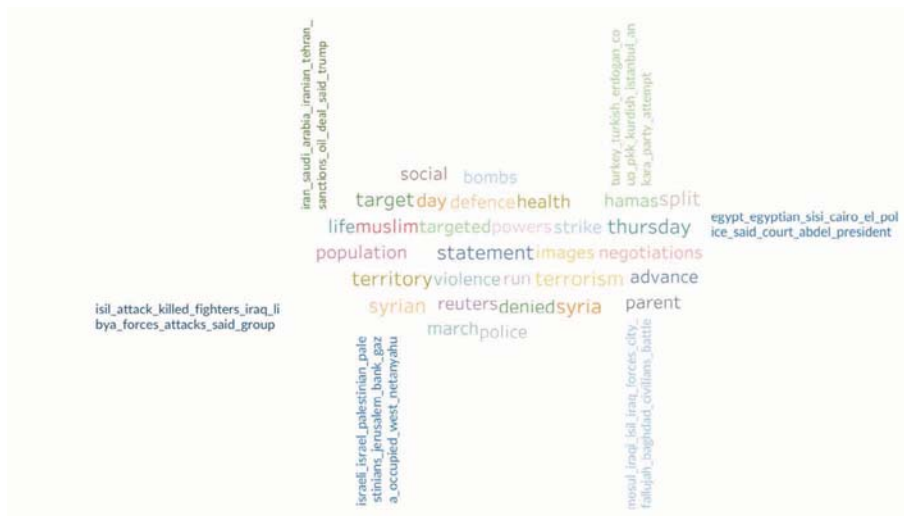 iran_saudi_arabia_iranian_tehran_
sanctions_oil_deal_said_trump
turkey_turkish_erdogan_co
up_pkk_kurdish_istanbul_an
kara_party_attempt
social bombs
target day defence health hamas split
life muslim targeted powers strike thursday
egypt_egyptian_sisi_cairo_el_pol
ice_said_court_abdel_president
population statement images negotiations
territory violence run terrorism advance
syrian reuters denied syria parent
isil_attack_killed_fighters_iraq_li
bya_forces_attacks_said_group
march police
israeli_israel_palestinian_pale
stinians_jerusalem_bank_gaz
a_occupied_west_netanyahu
mosul_iraqi_isil_iraq_forces_city_
fallujah_baghdad_civilians_battle